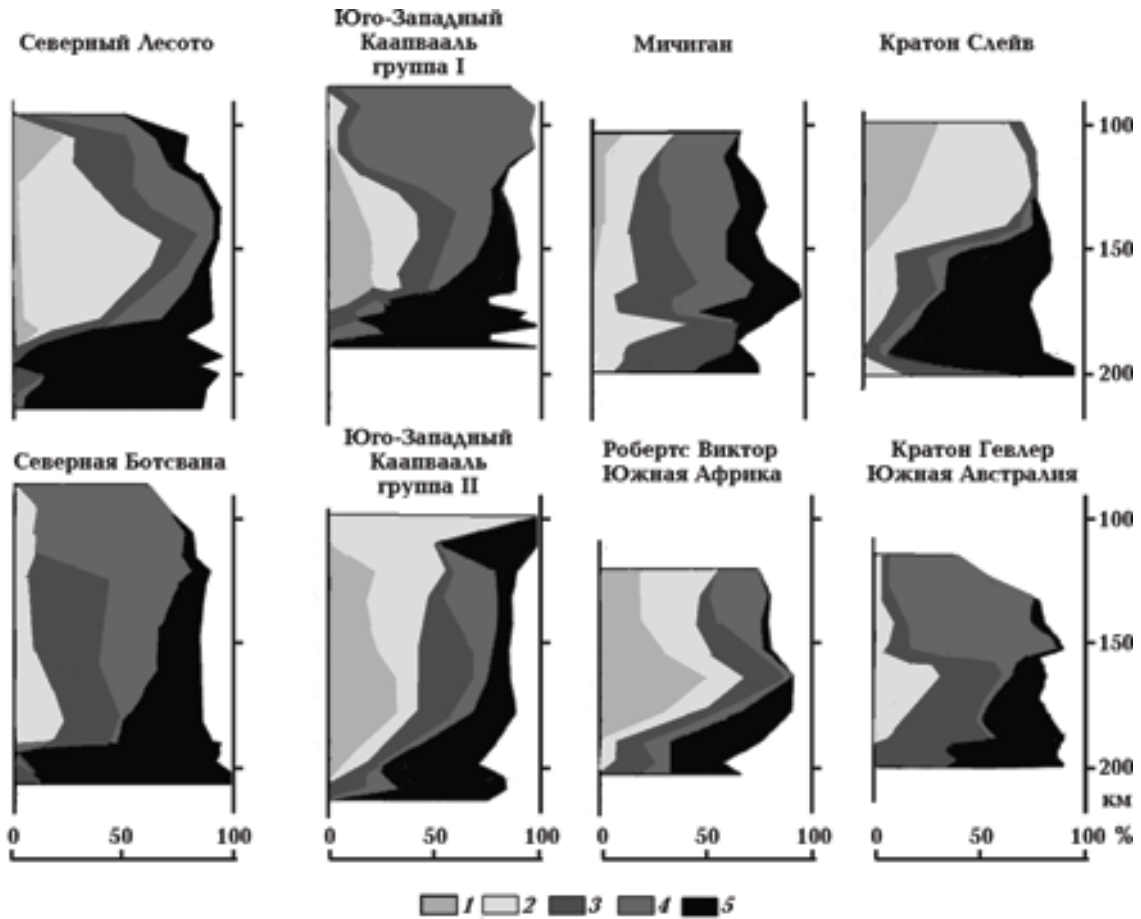 Северный Лесото
Юго-Западный
Каапвааль
группа I
Мичиган
Кратон Слейв
100
150
200
Северная Ботсвана
Юго-Западный
Каапвааль
группа II
Робертс Виктор
Южная Африка
Кратон Гевлер
Южная Австралия
100
150
200
км
0 50 100
0 50 100
0 50 100
0 50 100 %
1 2 3 4 5